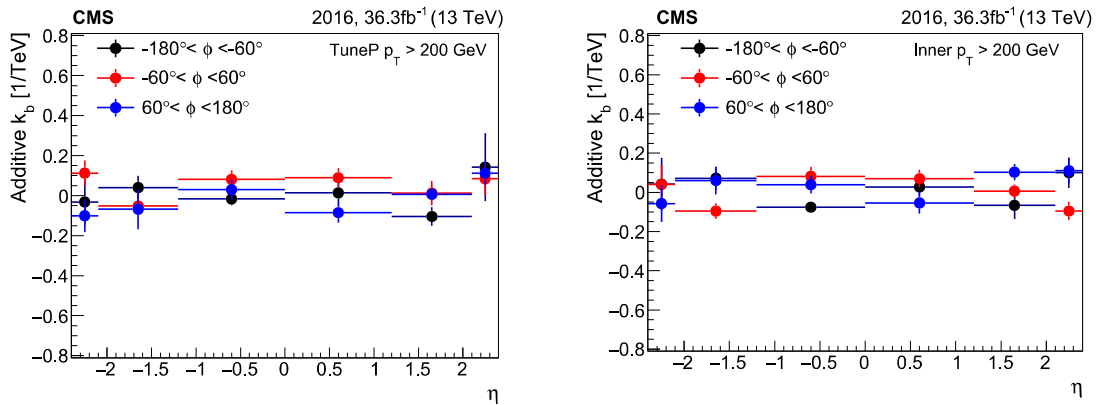 CMS 2016, 36.3fb⁻¹ (13 TeV)
Additive k_b [1/TeV]
0.8
0.6
0.4
0.2
0
−0.2
−0.4
−0.6
−0.8
-180°< ϕ <-60°
-60°< ϕ <60°
60°< ϕ <180°
TuneP p_T > 200 GeV
−2 −1.5 −1 −0.5 0 0.5 1 1.5 2
η
CMS 2016, 36.3fb⁻¹ (13 TeV)
Additive k_b [1/TeV]
0.8
0.6
0.4
0.2
0
−0.2
−0.4
−0.6
−0.8
-180°< ϕ <-60°
-60°< ϕ <60°
60°< ϕ <180°
Inner p_T > 200 GeV
−2 −1.5 −1 −0.5 0 0.5 1 1.5 2
η